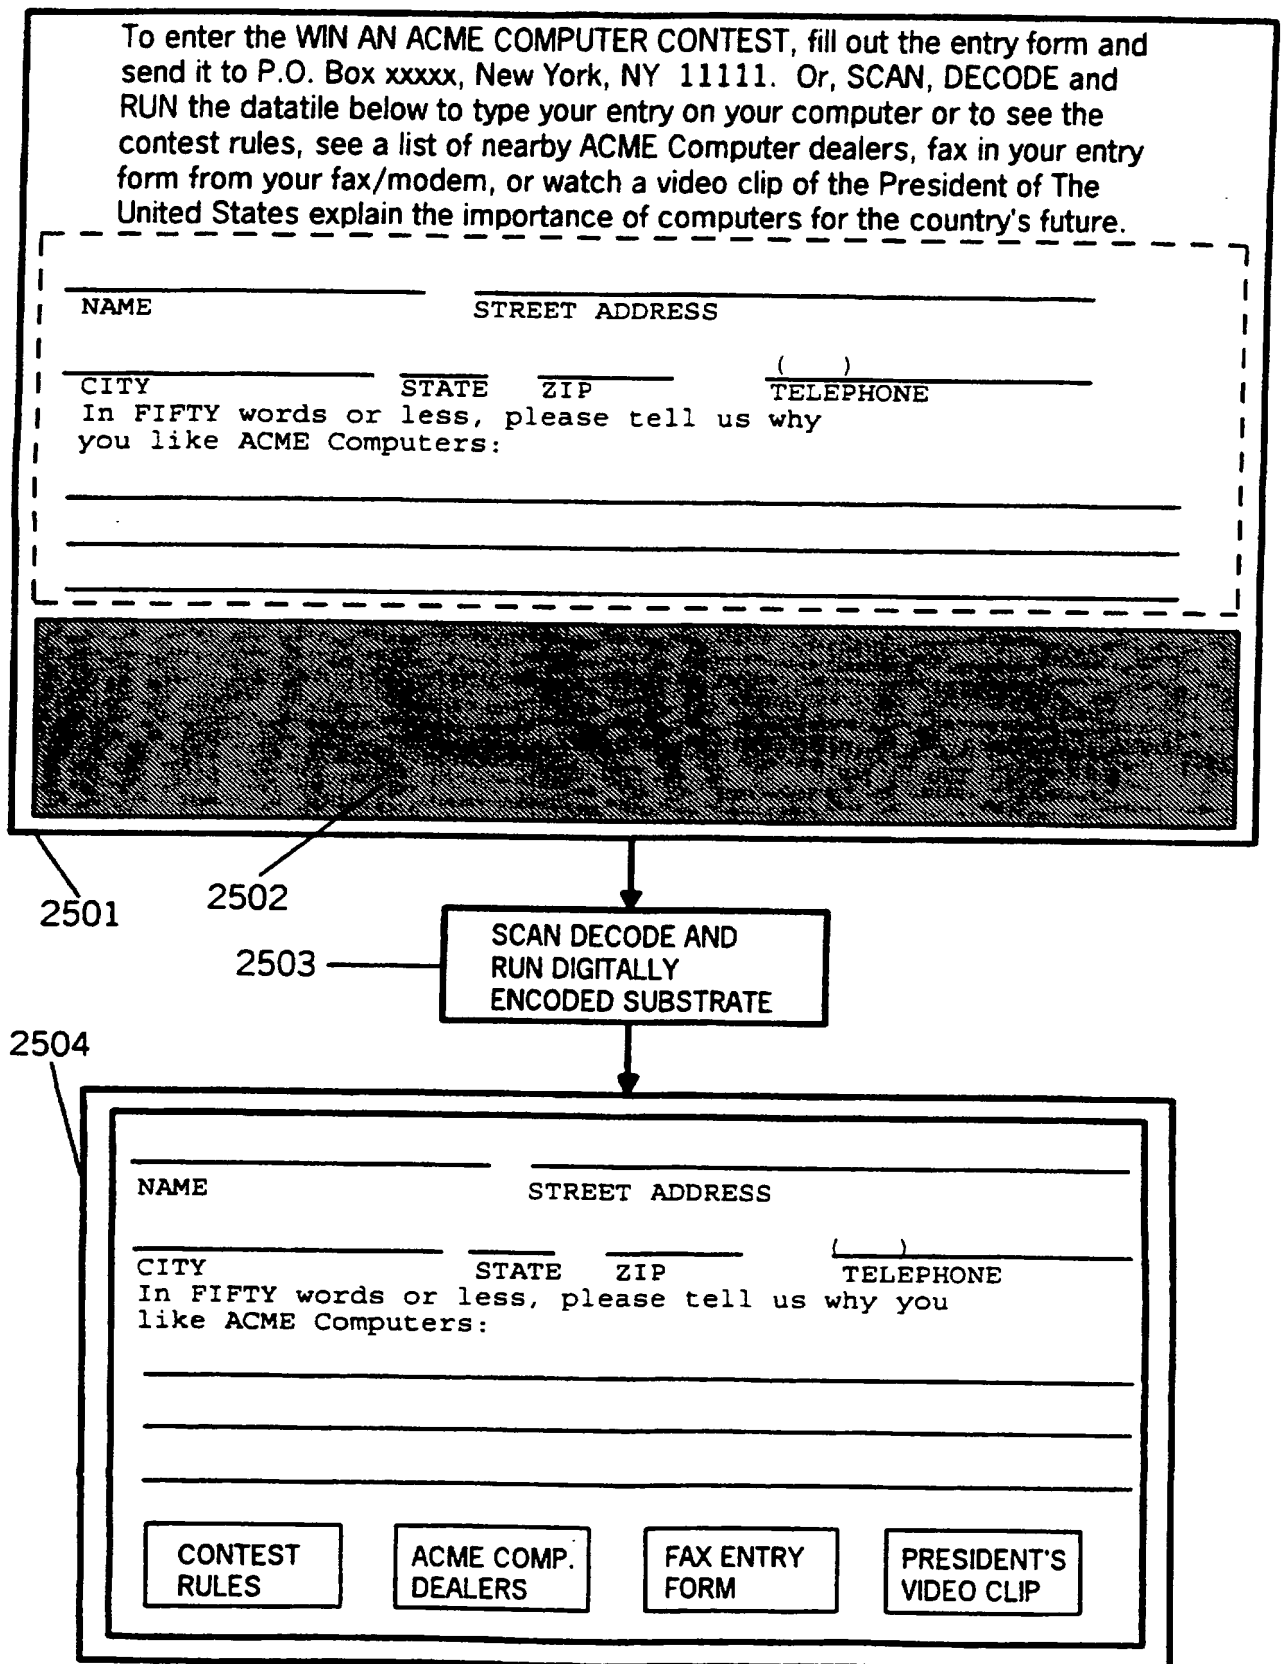 To enter the WIN AN ACME COMPUTER CONTEST, fill out the entry form and
send it to P.O. Box xxxxx, New York, NY 11111. Or, SCAN, DECODE and
RUN the datatile below to type your entry on your computer or to see the
contest rules, see a list of nearby ACME Computer dealers, fax in your entry
form from your fax/modem, or watch a video clip of the President of The
United States explain the importance of computers for the country's future.
NAME STREET ADDRESS
( )
CITY STATE ZIP TELEPHONE
In FIFTY words or less, please tell us why
you like ACME Computers:
2501 2502
2503
SCAN DECODE AND
RUN DIGITALLY
ENCODED SUBSTRATE
2504
NAME STREET ADDRESS
( )
CITY STATE ZIP TELEPHONE
In FIFTY words or less, please tell us why you
like ACME Computers:
CONTEST
RULES
ACME COMP.
DEALERS
FAX ENTRY
FORM
PRESIDENT'S
VIDEO CLIP